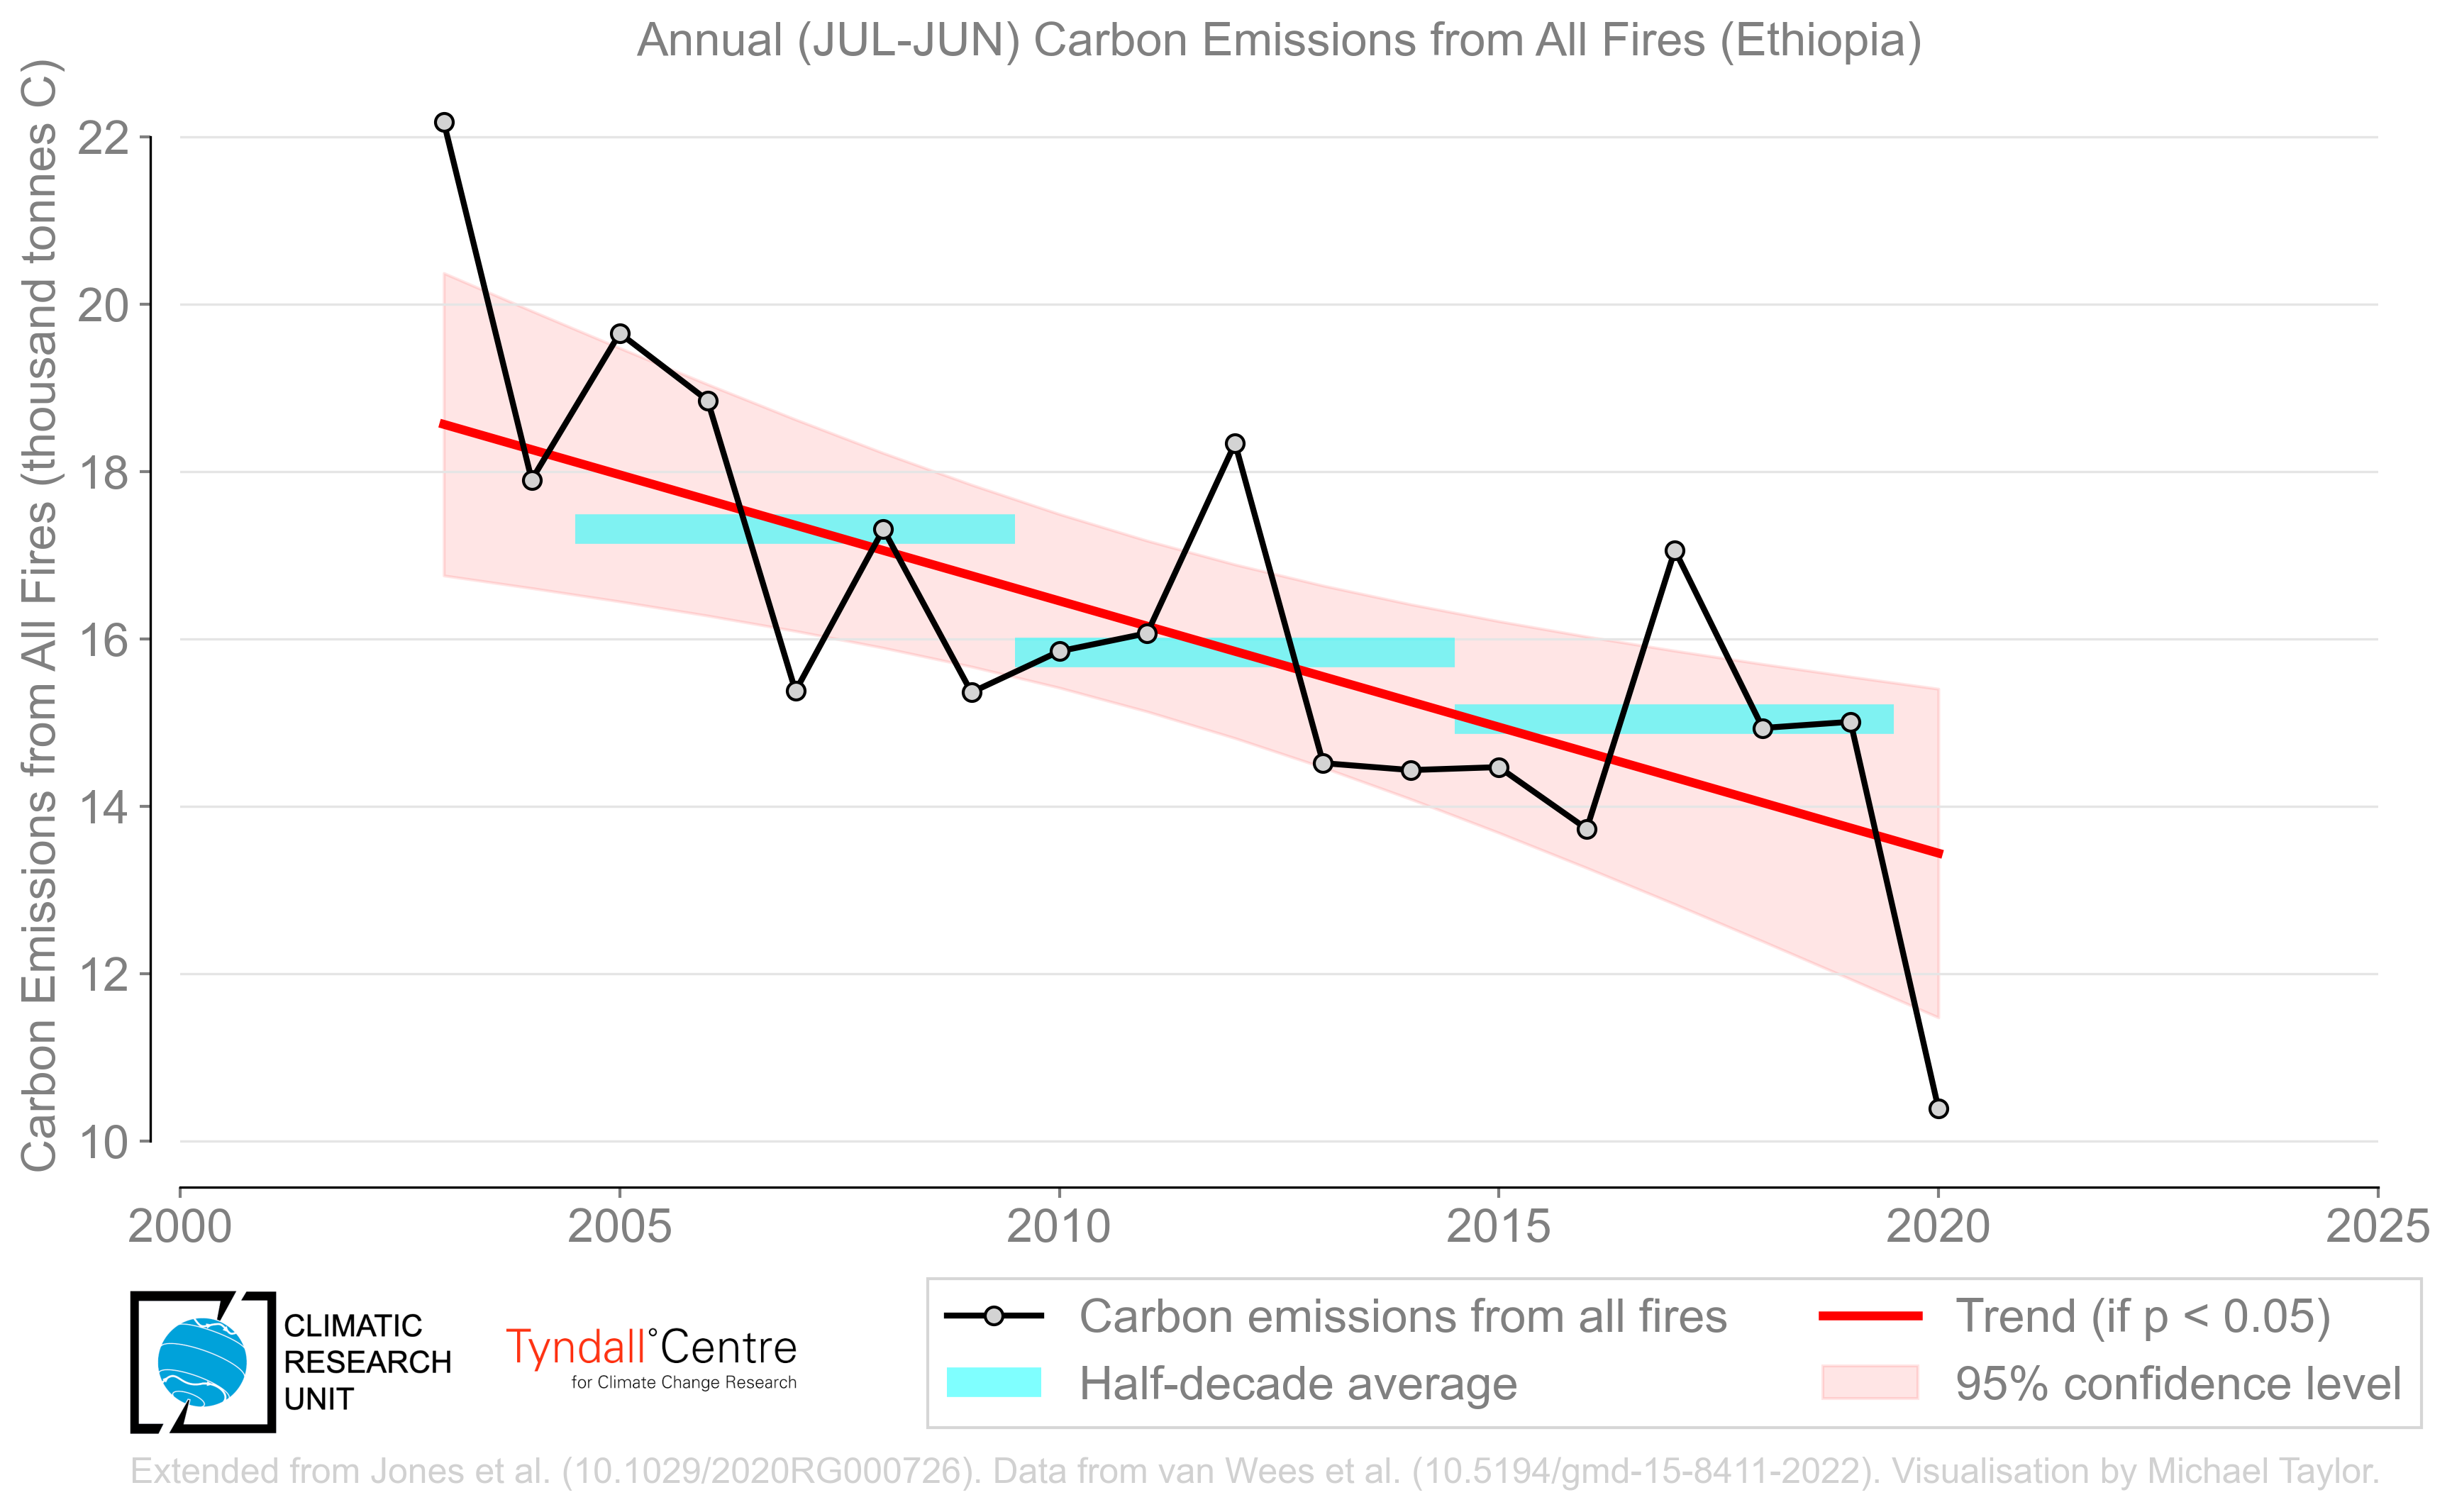 Annual (JUL-JUN) Carbon Emissions from All Fires (Ethiopia)
Carbon Emissions from All Fires (thousand tonnes C)
22
20
18
16
14
12
10
2000 2005 2010 2015 2020 2025
CLIMATIC
RESEARCH
UNIT
Tyndall°Centre
for Climate Change Research
Carbon emissions from all fires
Half-decade average
Trend (if p < 0.05)
95% confidence level
Extended from Jones et al. (10.1029/2020RG000726). Data from van Wees et al. (10.5194/gmd-15-8411-2022). Visualisation by Michael Taylor.